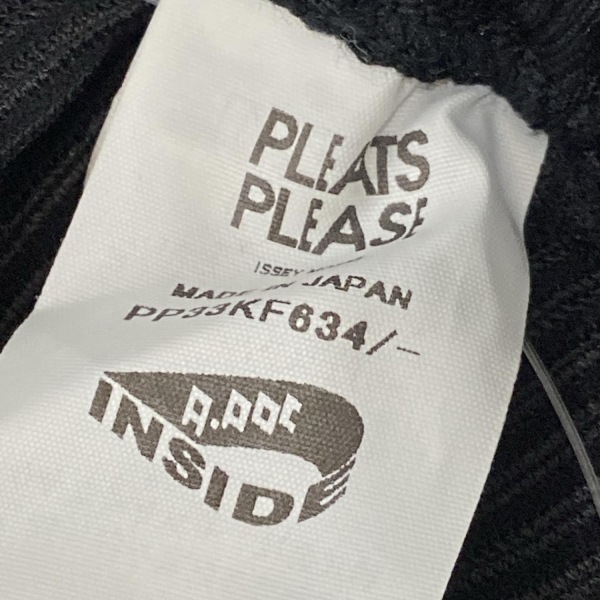 PLEATS
PLEASE
ISSEY
MADE IN JAPAN
PP33KF634/-
A.POC
INSIDE